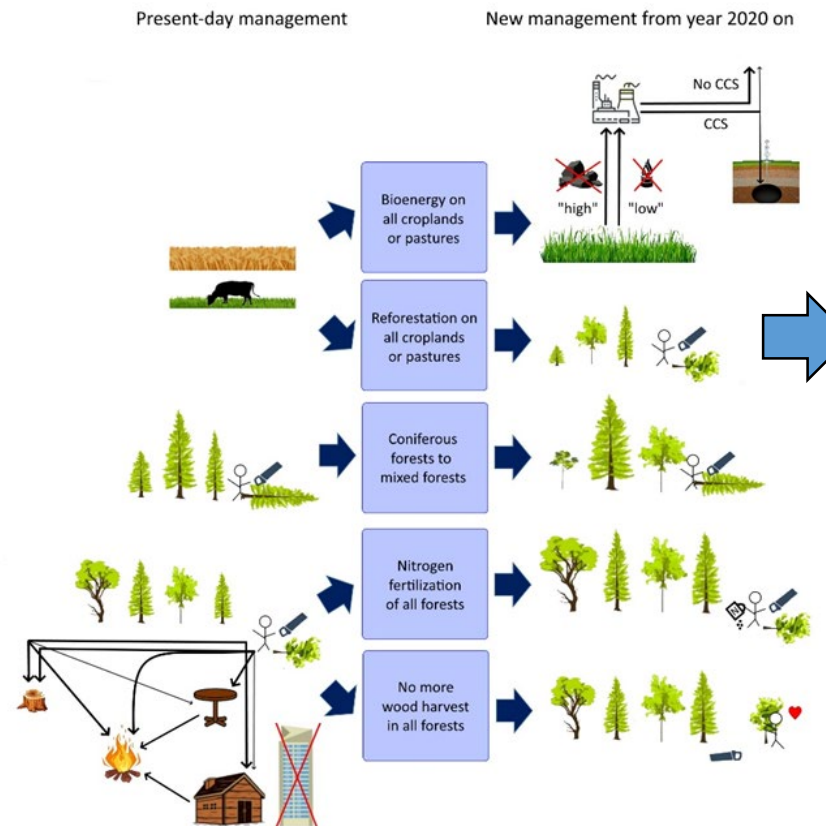 Present-day management
New management from year 2020 on
No CCS
CCS
"high" "low"
Bioenergy on
all croplands
or pastures
Reforestation on
all croplands
or pastures
Coniferous
forests to
mixed forests
Nitrogen
fertilization
of all forests
N
No more
wood harvest
in all forests